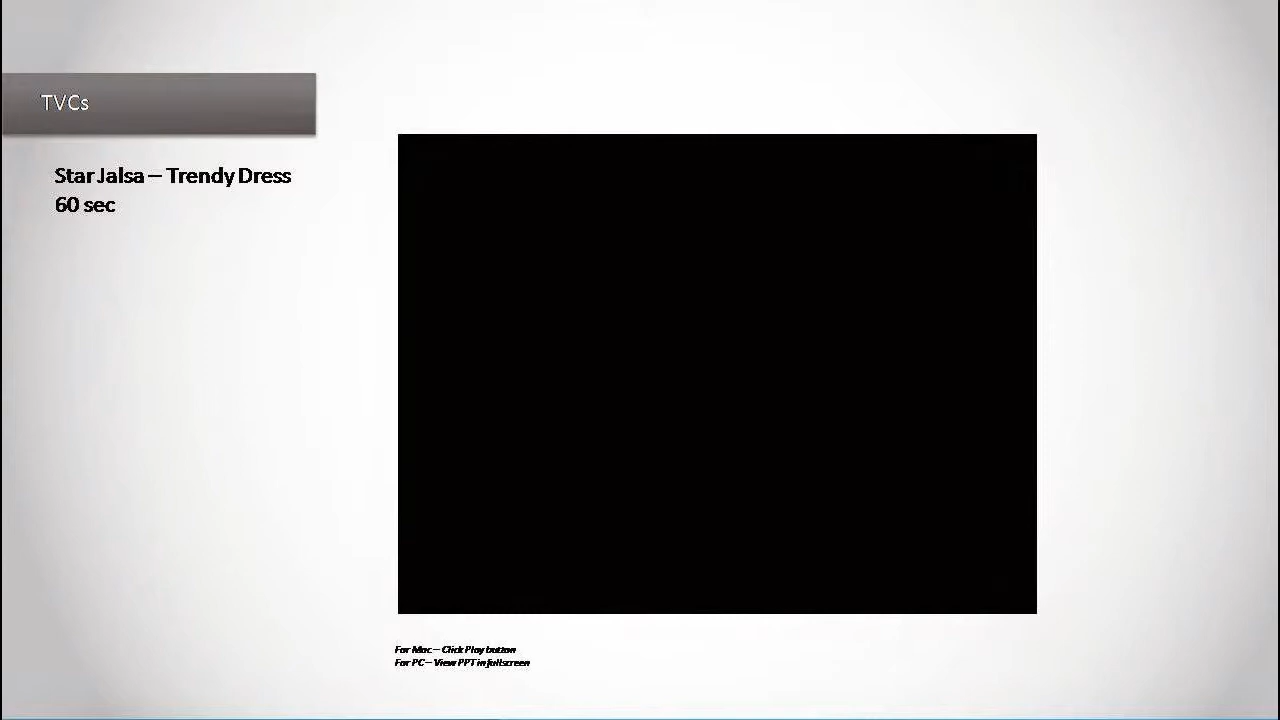 TVCs
Star Jalsa – Trendy Dress
60 sec
For Mac – Click Play button
For PC – View PPT in fullscreen